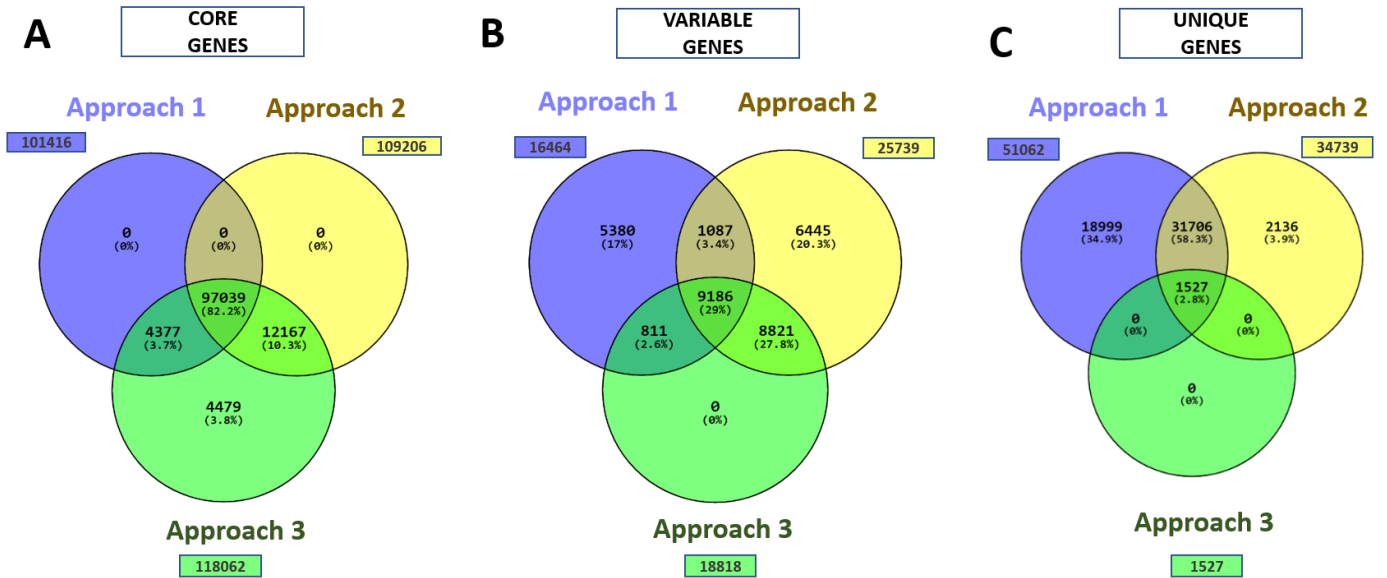 A
CORE
GENES
Approach 1
Approach 2
101416
109206
0
(0%)
0
(0%)
0
(0%)
97039
(82.2%)
4377
(3.7%)
12167
(10.3%)
4479
(3.8%)
Approach 3
118062
B
VARIABLE
GENES
Approach 1
Approach 2
16464
25739
5380
(17%)
1087
(3.4%)
6445
(20.3%)
9186
(29%)
811
(2.6%)
8821
(27.8%)
0
(0%)
Approach 3
18818
C
UNIQUE
GENES
Approach 1
Approach 2
51062
34739
18999
(34.9%)
31706
(58.3%)
2136
(3.9%)
1527
(2.8%)
0
(0%)
0
(0%)
0
(0%)
Approach 3
1527